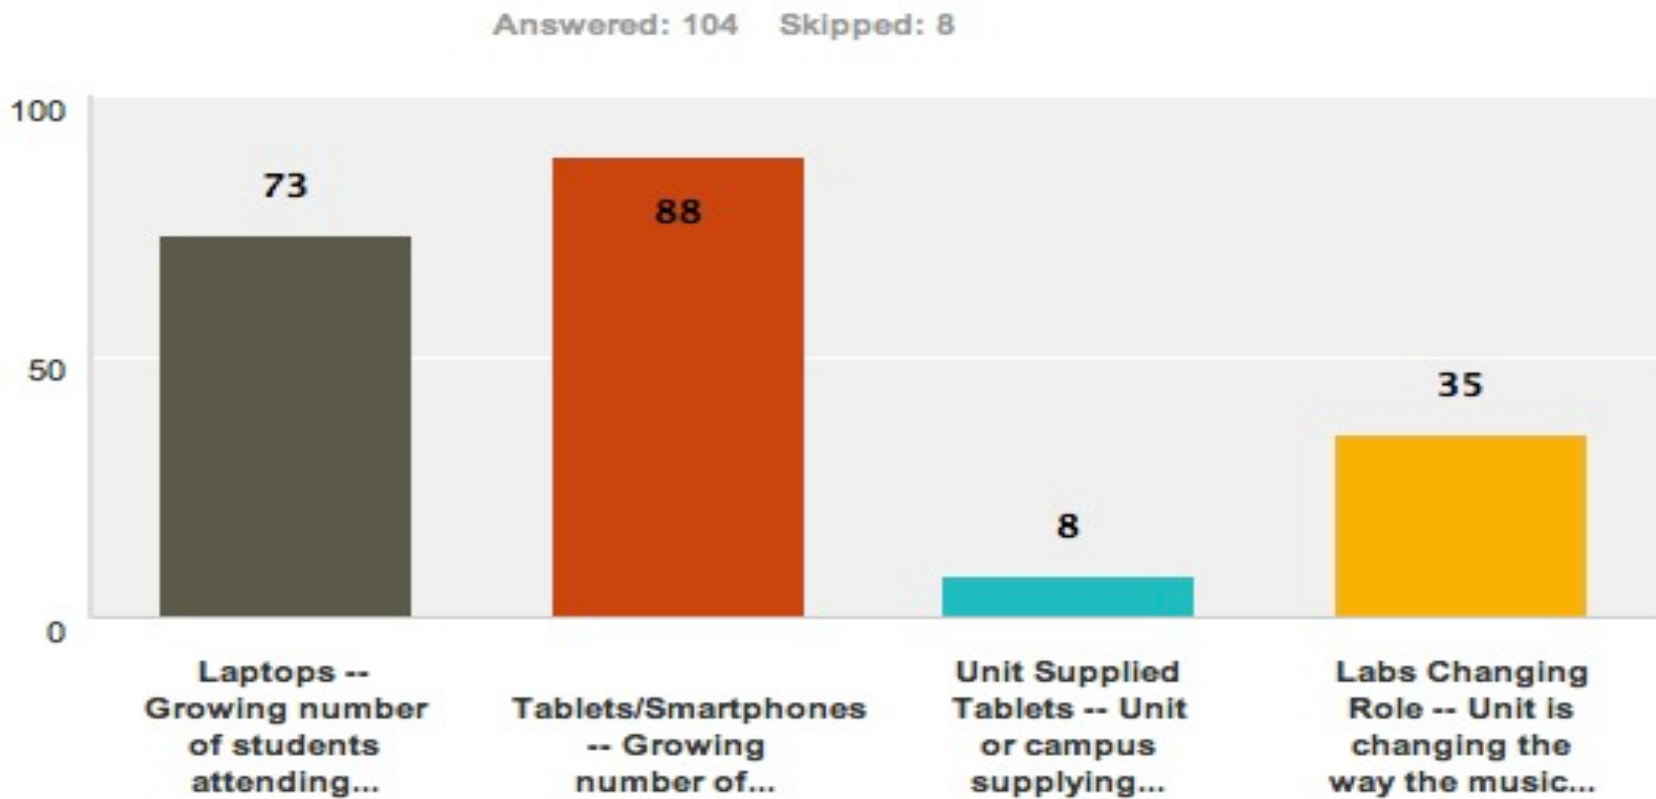 Answered: 104 Skipped: 8
100
50
0
73
88
8
35
Laptops --
Growing number
of students
attending...
Tablets/Smartphones
-- Growing
number of...
Unit Supplied
Tablets -- Unit
or campus
supplying...
Labs Changing
Role -- Unit is
changing the
way the music...